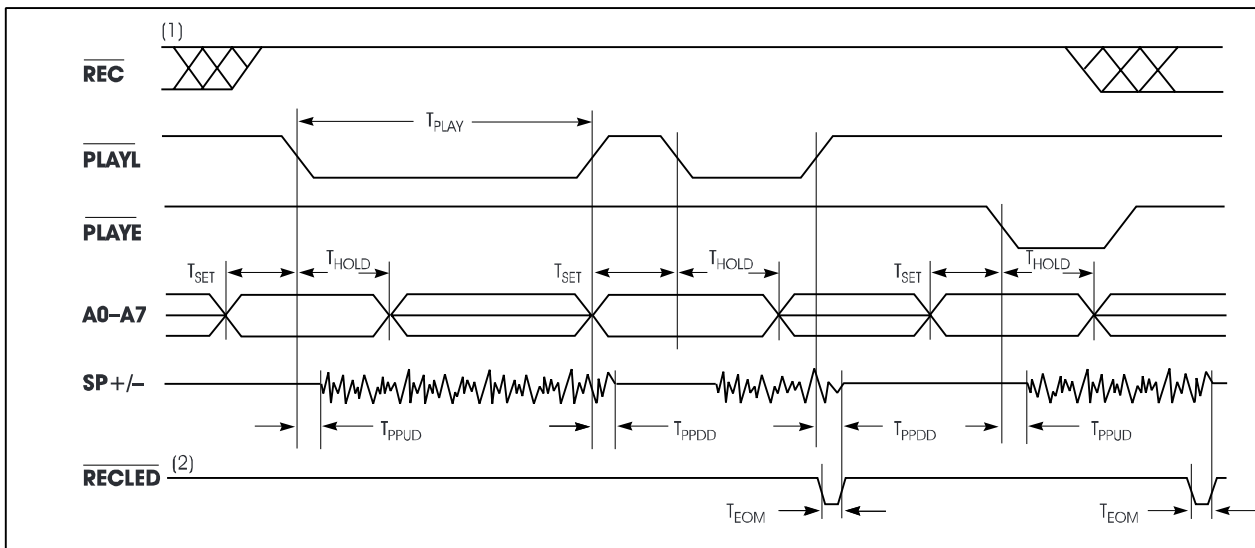 (1)
REC
T_PLAY
PLAYL
PLAYE
T_SET T_HOLD T_SET T_HOLD T_SET T_HOLD
A0–A7
SP+/–
T_PPUD T_PPDD T_PPDD T_PPUD
RECLED (2)
T_EOM T_EOM